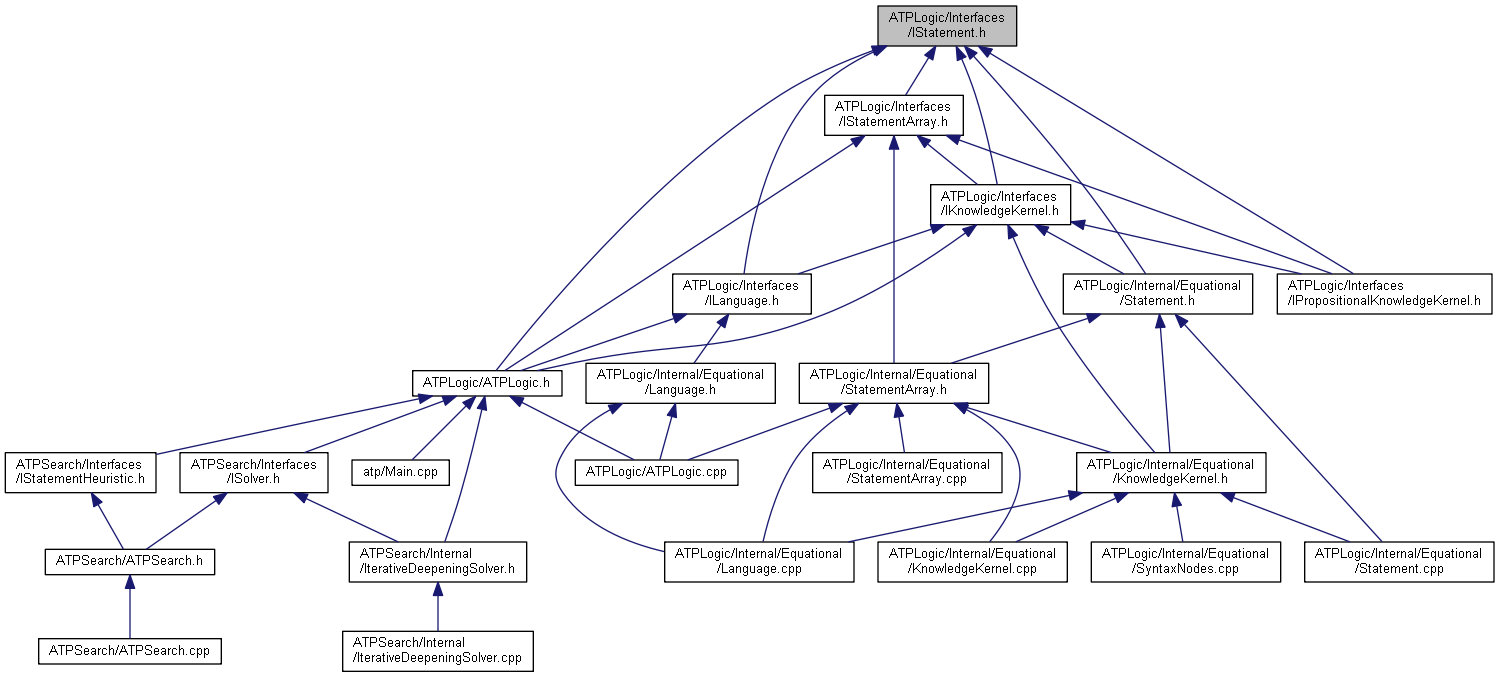 ATPLogic/Interfaces
/IStatement.h
ATPLogic/Interfaces
/IStatementArray.h
ATPLogic/Interfaces
/IKnowledgeKernel.h
ATPLogic/Interfaces
/ILanguage.h
ATPLogic/Internal/Equational
/Statement.h
ATPLogic/Interfaces
/IPropositionalKnowledgeKernel.h
ATPLogic/ATPLogic.h
ATPLogic/Internal/Equational
/Language.h
ATPLogic/Internal/Equational
/StatementArray.h
ATPSearch/Interfaces
/IStatementHeuristic.h
ATPSearch/Interfaces
/ISolver.h
atp/Main.cpp
ATPLogic/ATPLogic.cpp
ATPLogic/Internal/Equational
/StatementArray.cpp
ATPLogic/Internal/Equational
/KnowledgeKernel.h
ATPSearch/ATPSearch.h
ATPSearch/Internal
/IterativeDeepeningSolver.h
ATPLogic/Internal/Equational
/Language.cpp
ATPLogic/Internal/Equational
/KnowledgeKernel.cpp
ATPLogic/Internal/Equational
/SyntaxNodes.cpp
ATPLogic/Internal/Equational
/Statement.cpp
ATPSearch/ATPSearch.cpp
ATPSearch/Internal
/IterativeDeepeningSolver.cpp